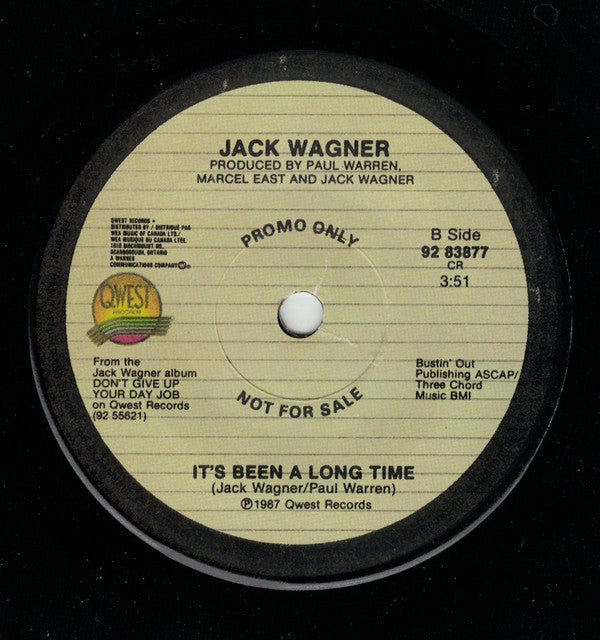 JACK WAGNER
PRODUCED BY PAUL WARREN,
MARCEL EAST AND JACK WAGNER
QWEST RECORDS •
DISTRIBUTED BY / DISTRIBUÉ PAR
WEA MUSIC OF CANADA LTD./
WEA MUSIQUE DU CANADA LTÉE.
1810 BIRCHMOUNT RD.,
SCARBOROUGH, ONTARIO
A WARNER
COMMUNICATIONS COMPANY
PROMO ONLY
B Side
92 83877
CR
3:51
QWEST
RECORDS
From the
Jack Wagner album
DON'T GIVE UP
YOUR DAY JOB
on Qwest Records
(92 55621)
Bustin' Out
Publishing ASCAP/
Three Chord
Music BMI
NOT FOR SALE
IT'S BEEN A LONG TIME
(Jack Wagner/Paul Warren)
℗1987 Qwest Records